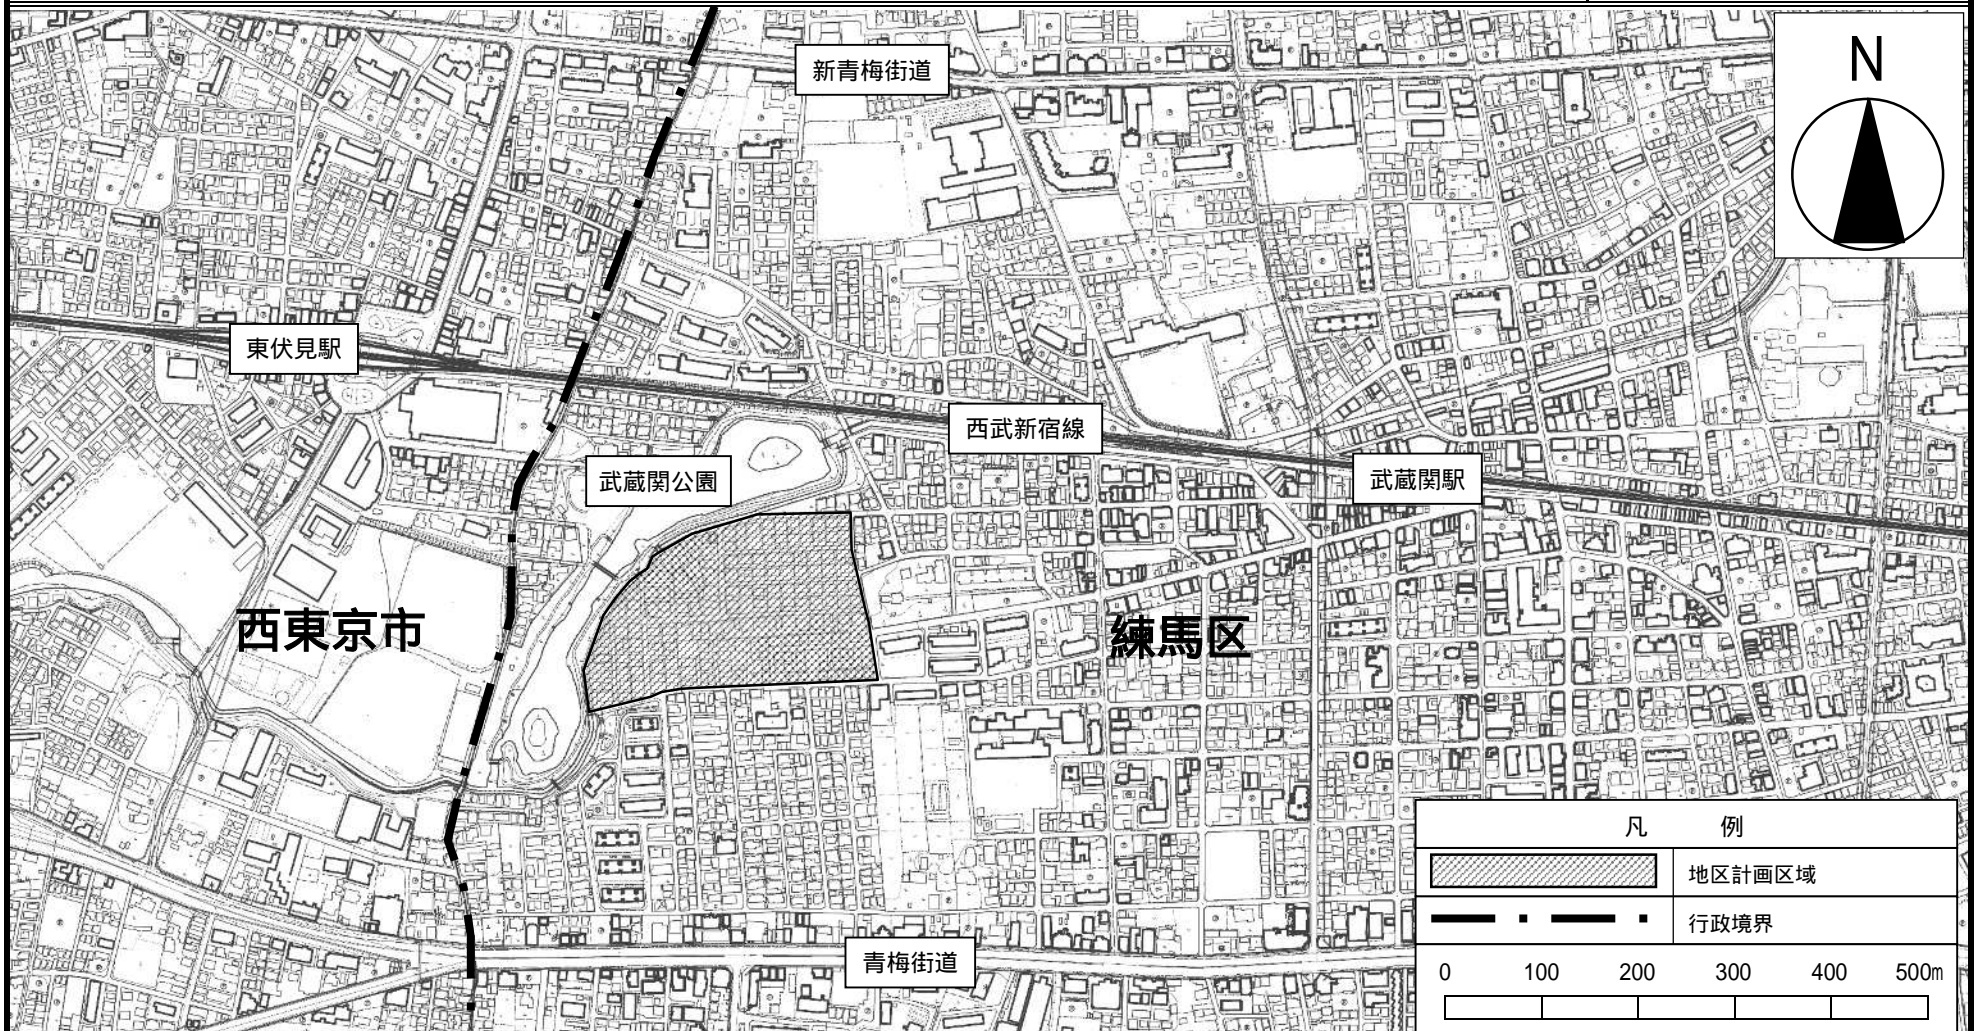 新青梅街道
N
東伏見駅
西武新宿線
武蔵関公園
武蔵関駅
西東京市
練馬区
青梅街道
凡 例
地区計画区域
行政境界
0 100 200 300 400 500m